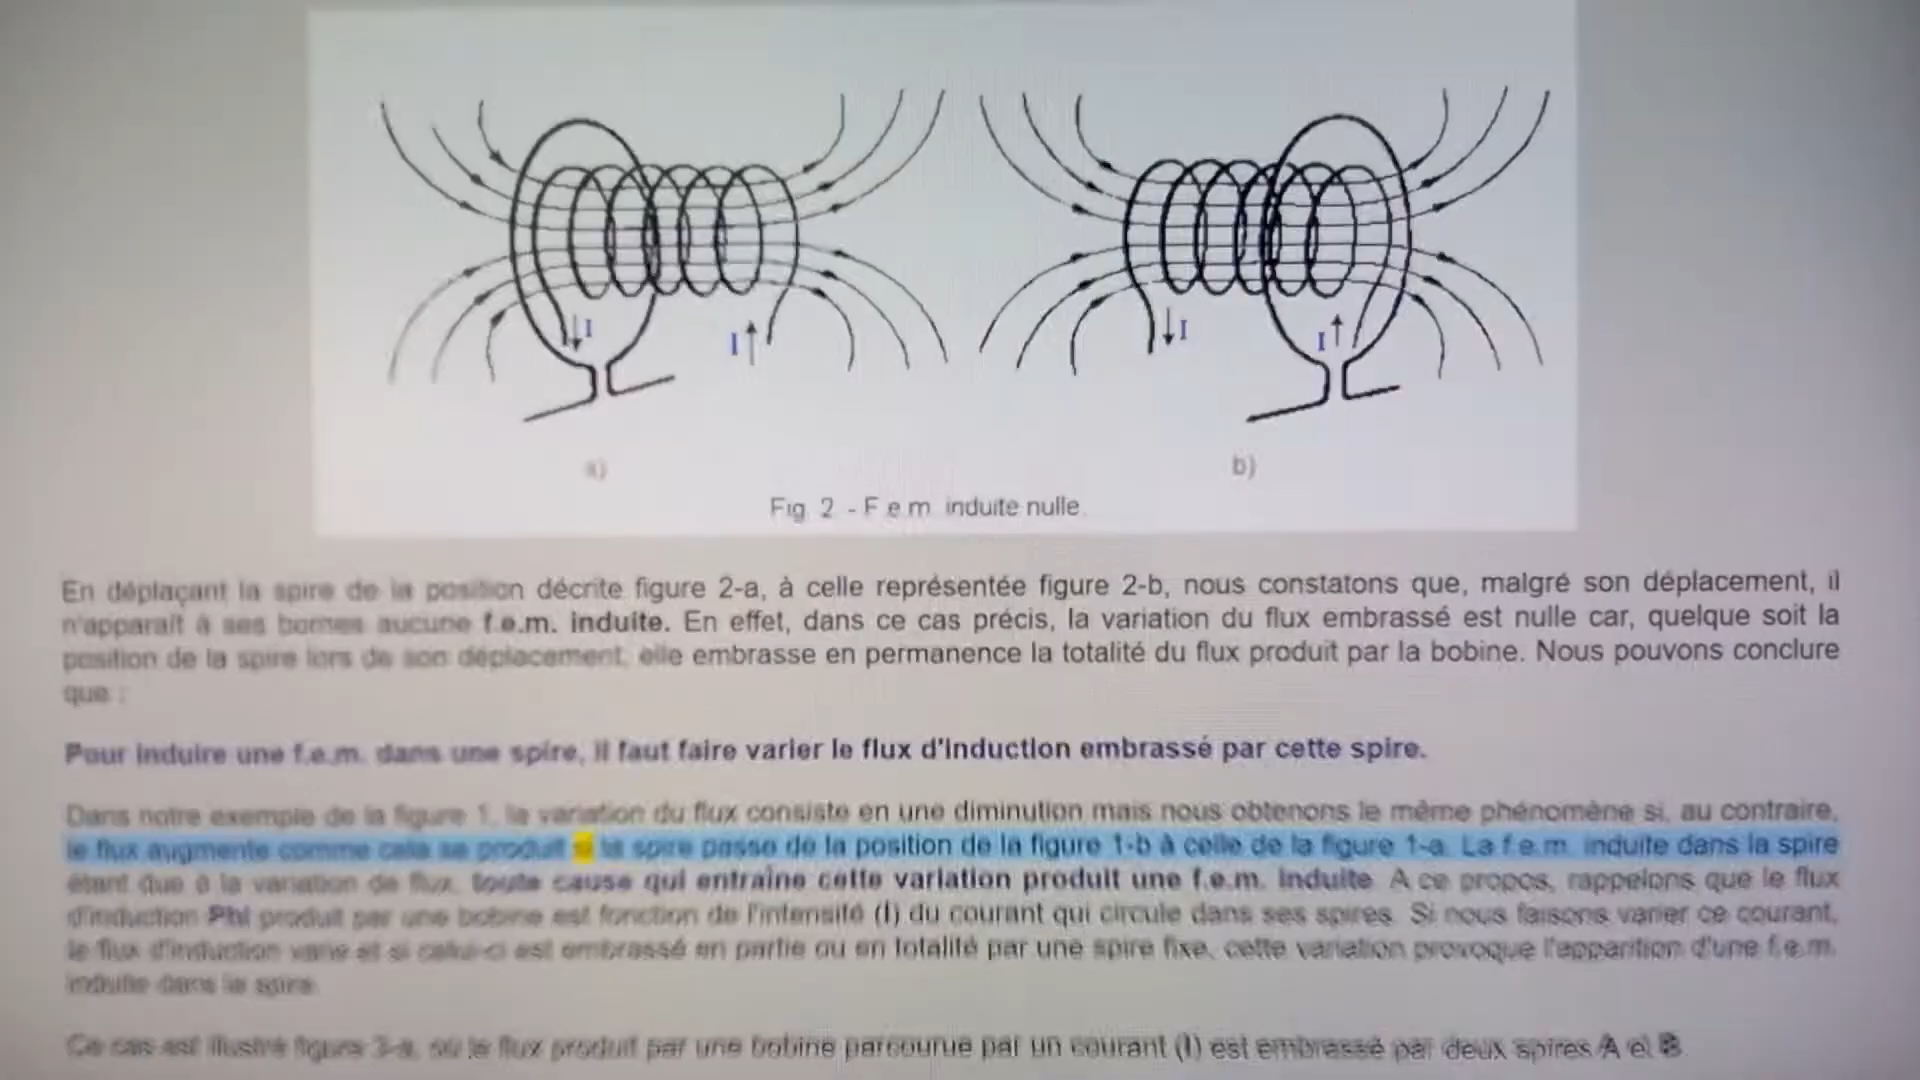 I
I
I
I
a)
b)
Fig. 2 - F.e.m. induite nulle.
En déplaçant la spire de la position décrite figure 2-a, à celle représentée figure 2-b, nous constatons que, malgré son déplacement, il
n'apparaît à ses bornes aucune f.e.m. induite. En effet, dans ce cas précis, la variation du flux embrassé est nulle car, quelque soit la
position de la spire lors de son déplacement, elle embrasse en permanence la totalité du flux produit par la bobine. Nous pouvons conclure
que :
Pour induire une f.e.m. dans une spire, il faut faire varier le flux d'induction embrassé par cette spire.
Dans notre exemple de la figure 1, la variation du flux consiste en une diminution mais nous obtenons le même phénomène si, au contraire,
le flux augmente comme cela se produit si la spire passe de la position de la figure 1-b à celle de la figure 1-a. La f.e.m. induite dans la spire
étant due à la variation de flux, toute cause qui entraîne cette variation produit une f.e.m. induite. A ce propos, rappelons que le flux
d'induction Phi produit par une bobine est fonction de l'intensité (I) du courant qui circule dans ses spires. Si nous faisons varier ce courant,
le flux d'induction varie et si celui-ci est embrassé en partie ou en totalité par une spire fixe, cette variation provoque l'apparition d'une f.e.m.
induite dans la spire.
Ce cas est illustré figure 3-a, où le flux produit par une bobine parcourue par un courant (I) est embrassé par deux spires A et B.